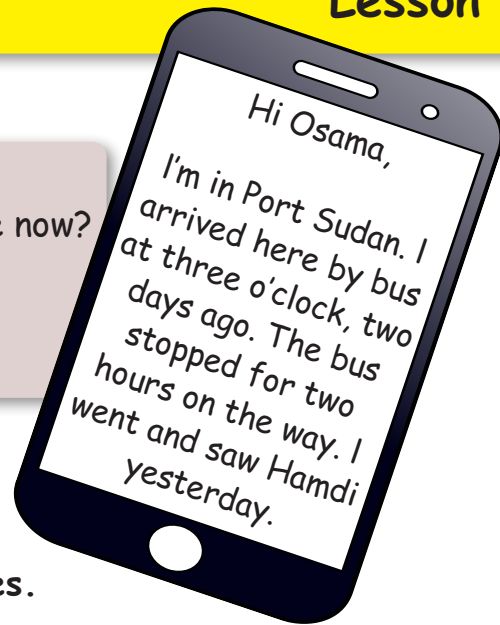 Lesson
e now?
Hi Osama,
I'm in Port Sudan. I
arrived here by bus
at three o'clock, two
days ago. The bus
stopped for two
hours on the way. I
went and saw Hamdi
yesterday.
es.